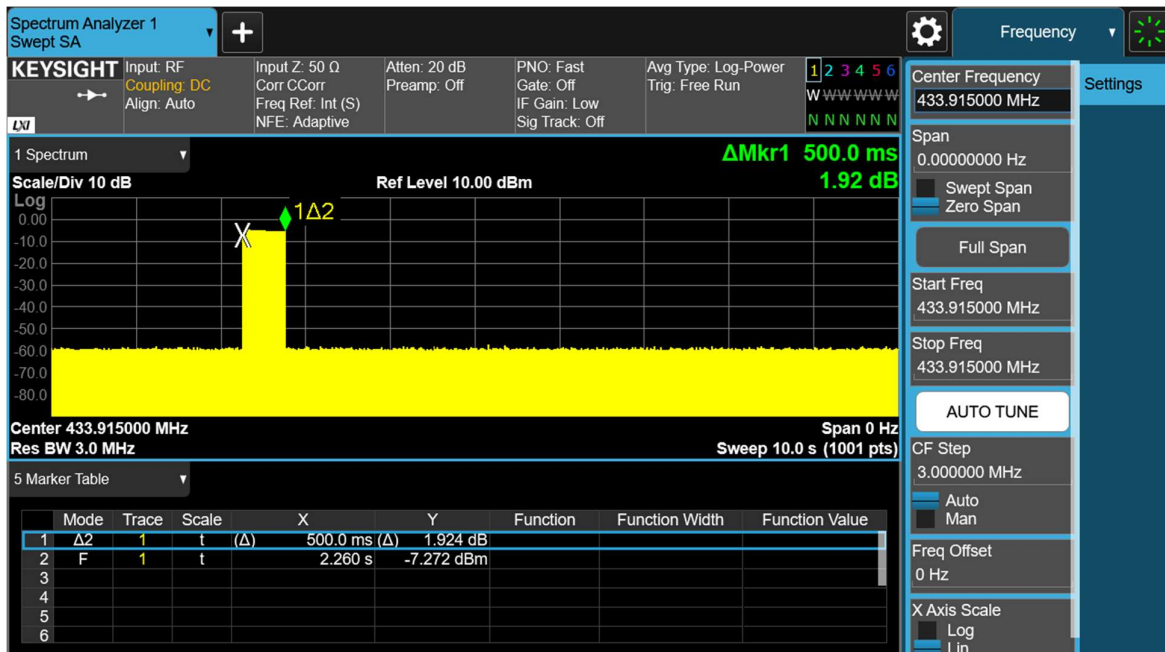 Spectrum Analyzer 1
Swept SA
+
Frequency
KEYSIGHT
LXI
Input: RF
Coupling: DC
Align: Auto
Input Z: 50 Ω
Corr CCorr
Freq Ref: Int (S)
NFE: Adaptive
Atten: 20 dB
Preamp: Off
PNO: Fast
Gate: Off
IF Gain: Low
Sig Track: Off
Avg Type: Log-Power
Trig: Free Run
1 2 3 4 5 6
W W W W W W
N N N N N N
1 Spectrum
ΔMkr1 500.0 ms
1.92 dB
Scale/Div 10 dB
Ref Level 10.00 dBm
Log
0.00
-10.0
-20.0
-30.0
-40.0
-50.0
-60.0
-70.0
-80.0
X
1Δ2
Center 433.915000 MHz
Span 0 Hz
Res BW 3.0 MHz
Sweep 10.0 s (1001 pts)
5 Marker Table
Mode Trace Scale X Y Function Function Width Function Value
1 Δ2 1 t (Δ) 500.0 ms (Δ) 1.924 dB
2 F 1 t 2.260 s -7.272 dBm
3
4
5
6
Center Frequency
433.915000 MHz
Span
0.00000000 Hz
Swept Span
Zero Span
Full Span
Start Freq
433.915000 MHz
Stop Freq
433.915000 MHz
AUTO TUNE
CF Step
3.000000 MHz
Auto
Man
Freq Offset
0 Hz
X Axis Scale
Log
Lin
Settings